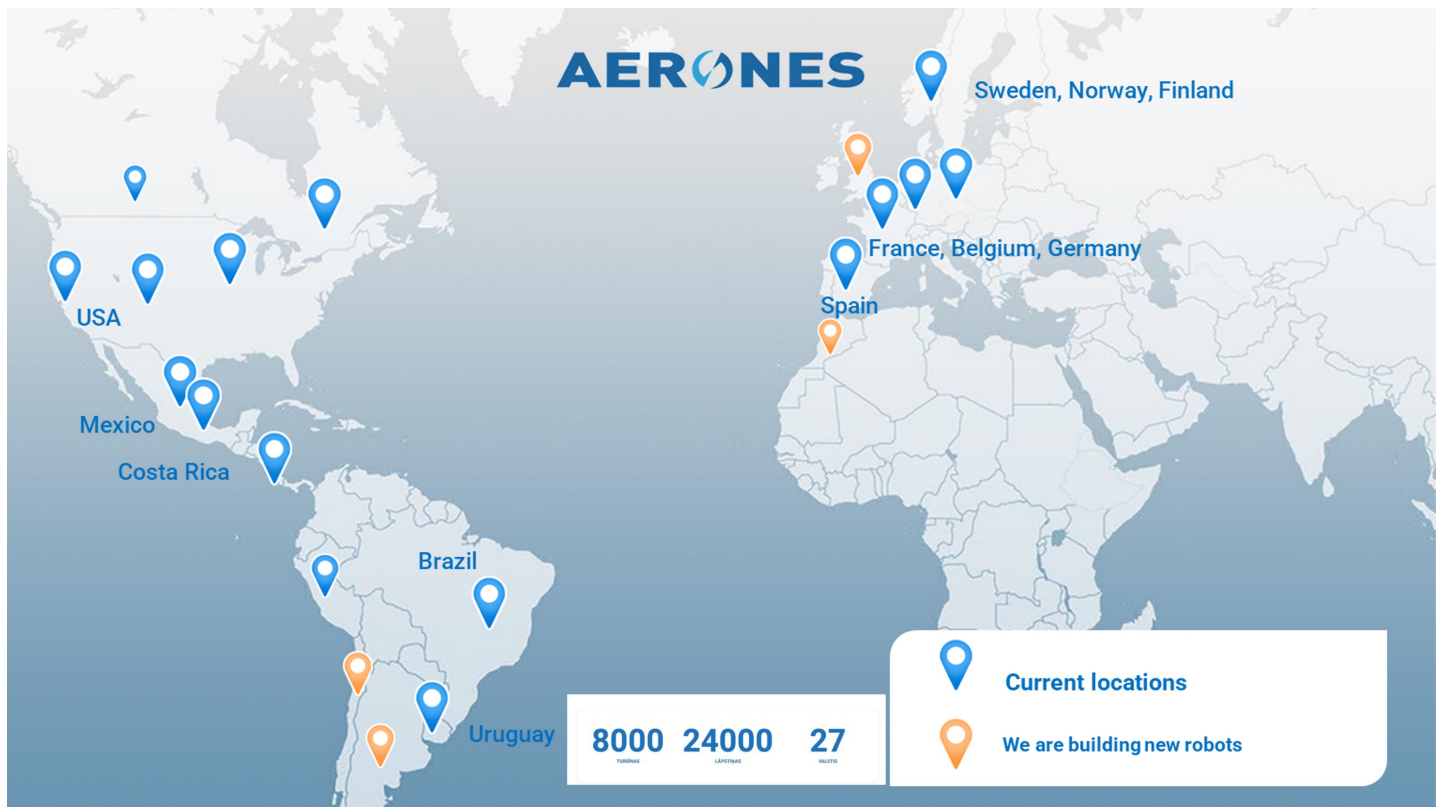 AERONES
Sweden, Norway, Finland
France, Belgium, Germany
Spain
USA
Mexico
Costa Rica
Brazil
Uruguay
8000 24000 27
TURBĪNAS LĀPSTIŅAS VALSTIS
Current locations
We are building new robots